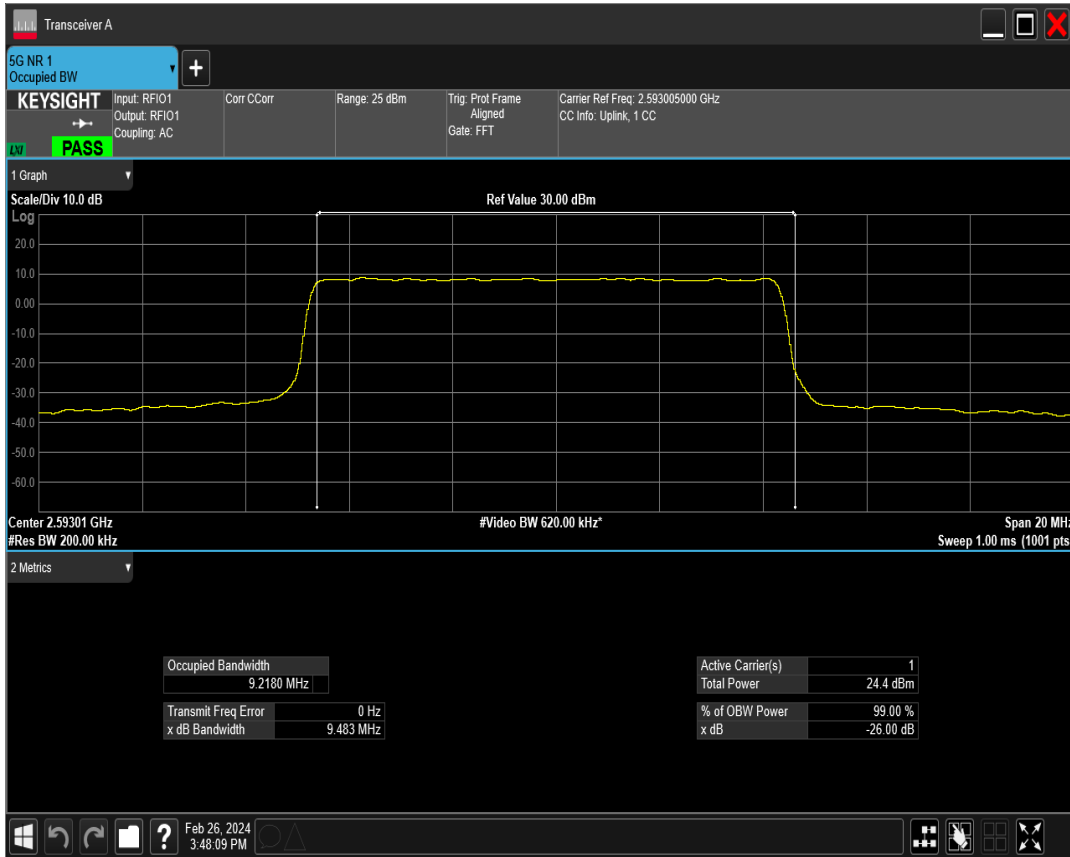 Transceiver A
5G NR 1
Occupied BW
KEYSIGHT
LXI
PASS
Input: RFIO1
Output: RFIO1
Coupling: AC
Corr CCorr
Range: 25 dBm
Trig: Prot Frame
Aligned
Gate: FFT
Carrier Ref Freq: 2.593005000 GHz
CC Info: Uplink, 1 CC
1 Graph
Scale/Div 10.0 dB
Ref Value 30.00 dBm
Log
20.0
10.0
0.00
-10.0
-20.0
-30.0
-40.0
-50.0
-60.0
Center 2.59301 GHz
#Video BW 620.00 kHz*
Span 20 MHz
#Res BW 200.00 kHz
Sweep 1.00 ms (1001 pts
2 Metrics
Occupied Bandwidth
9.2180 MHz
Transmit Freq Error 0 Hz
x dB Bandwidth 9.483 MHz
Active Carrier(s) 1
Total Power 24.4 dBm
% of OBW Power 99.00 %
x dB -26.00 dB
?
Feb 26, 2024
3:48:09 PM